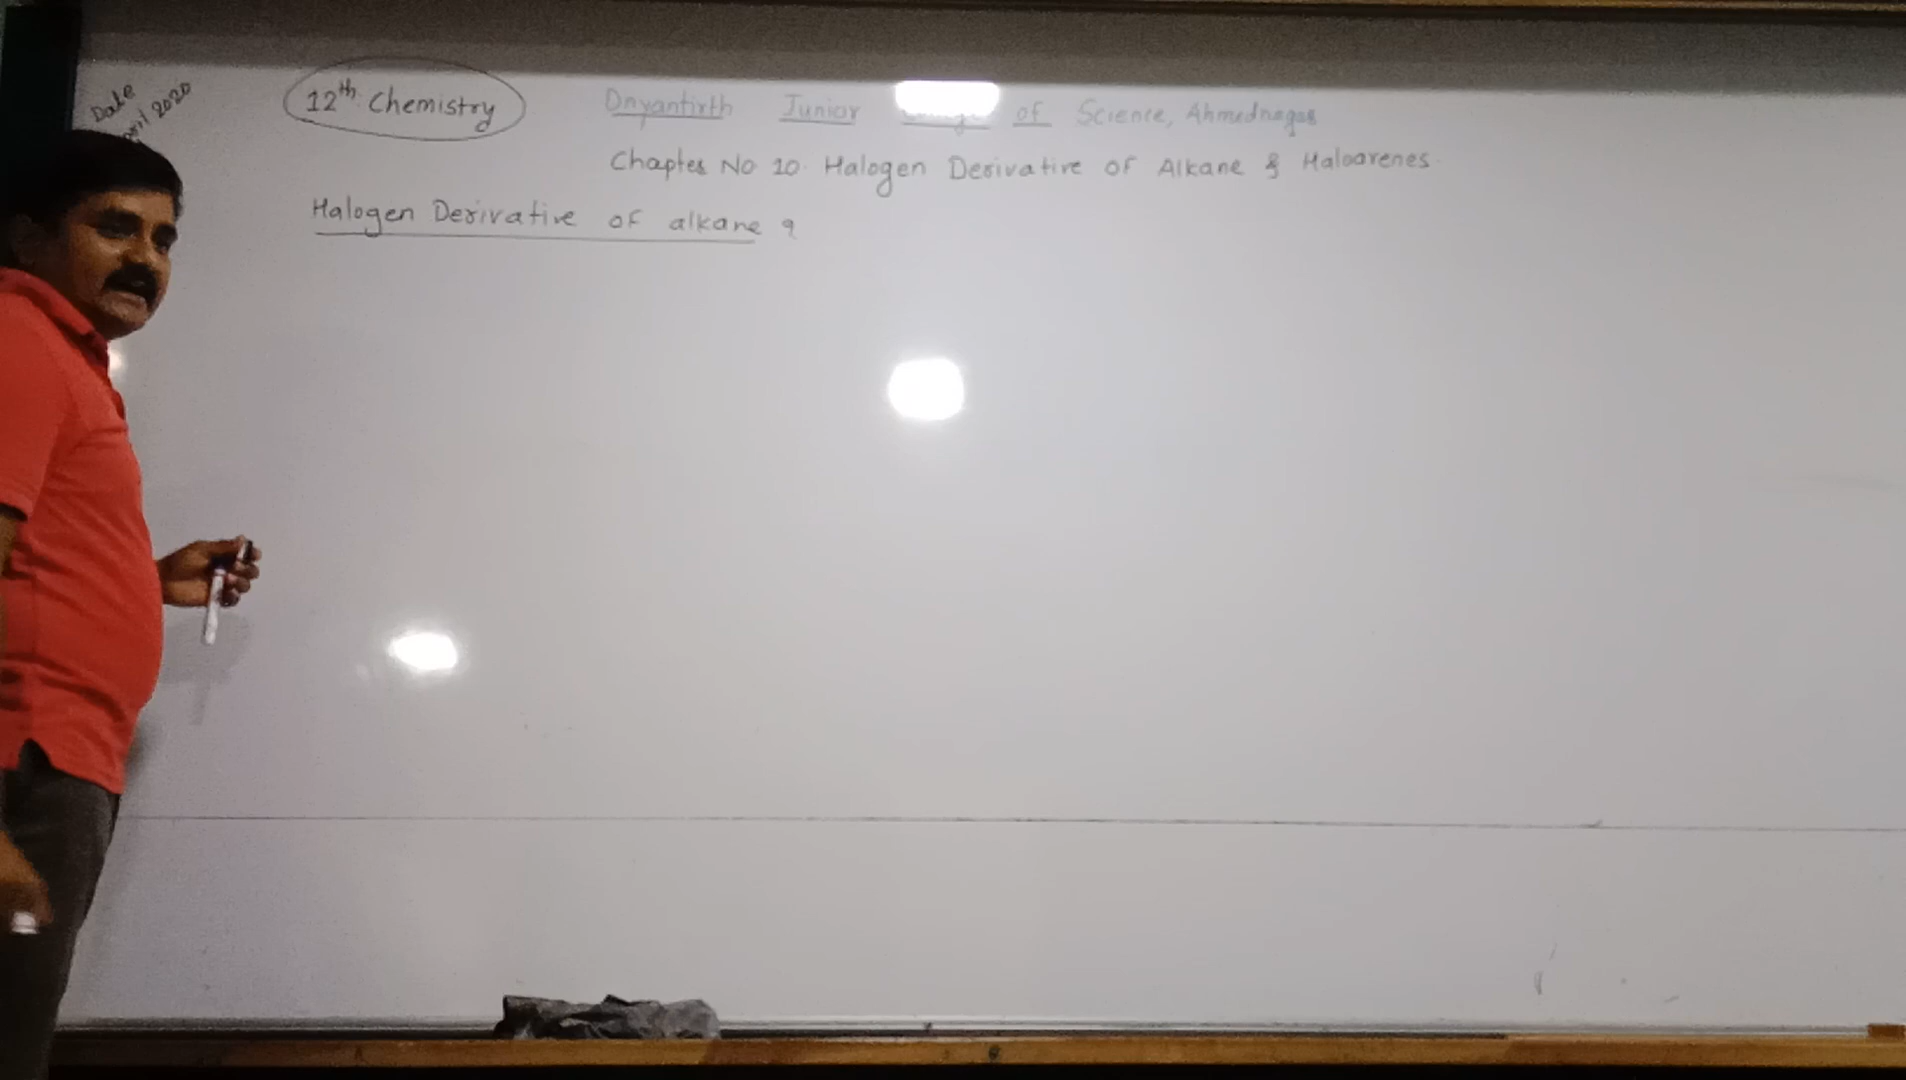 Date
April 2020
12th Chemistry
Dnyantirth Junior College of Science, Ahmednagar
Chapter No 10. Halogen Derivative of Alkane & Haloarenes.
Halogen Derivative of alkane ?